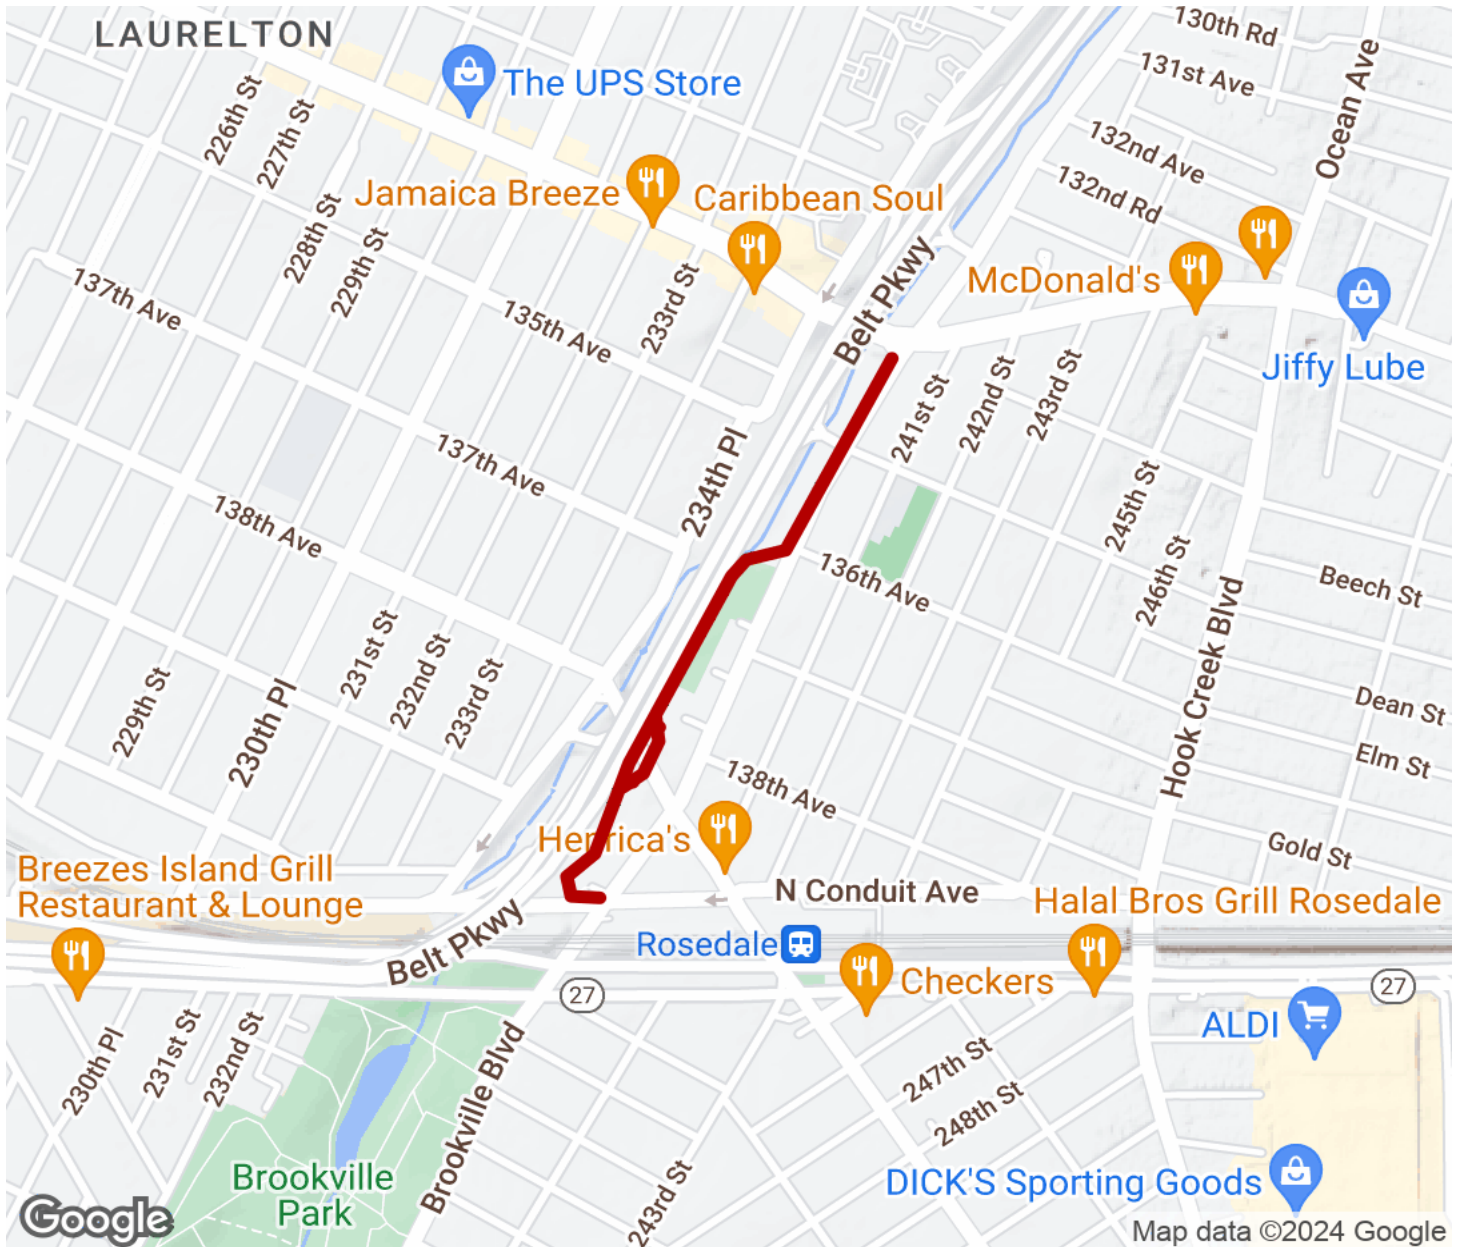 LAURELTON
130th Rd
131st Ave
Ocean Ave
The UPS Store
226th St
227th St
132nd Ave
132nd Rd
Jamaica Breeze
Caribbean Soul
228th St
229th St
233rd St
Belt Pkwy
McDonald's
137th Ave
135th Ave
Jiffy Lube
241st St
242nd St
243rd St
137th Ave
234th Pl
138th Ave
245th St
246th St
136th Ave
Beech St
Hook Creek Blvd
231st St
232nd St
233rd St
229th St
230th Pl
Dean St
Elm St
138th Ave
Gold St
Henrica's
Breezes Island Grill
Restaurant & Lounge
N Conduit Ave
Halal Bros Grill Rosedale
Belt Pkwy
Rosedale
Checkers
27
27
ALDI
230th Pl
231st St
232nd St
Brookville Blvd
247th St
248th St
Brookville
Park
243rd St
DICK'S Sporting Goods
Google
Map data ©2024 Google